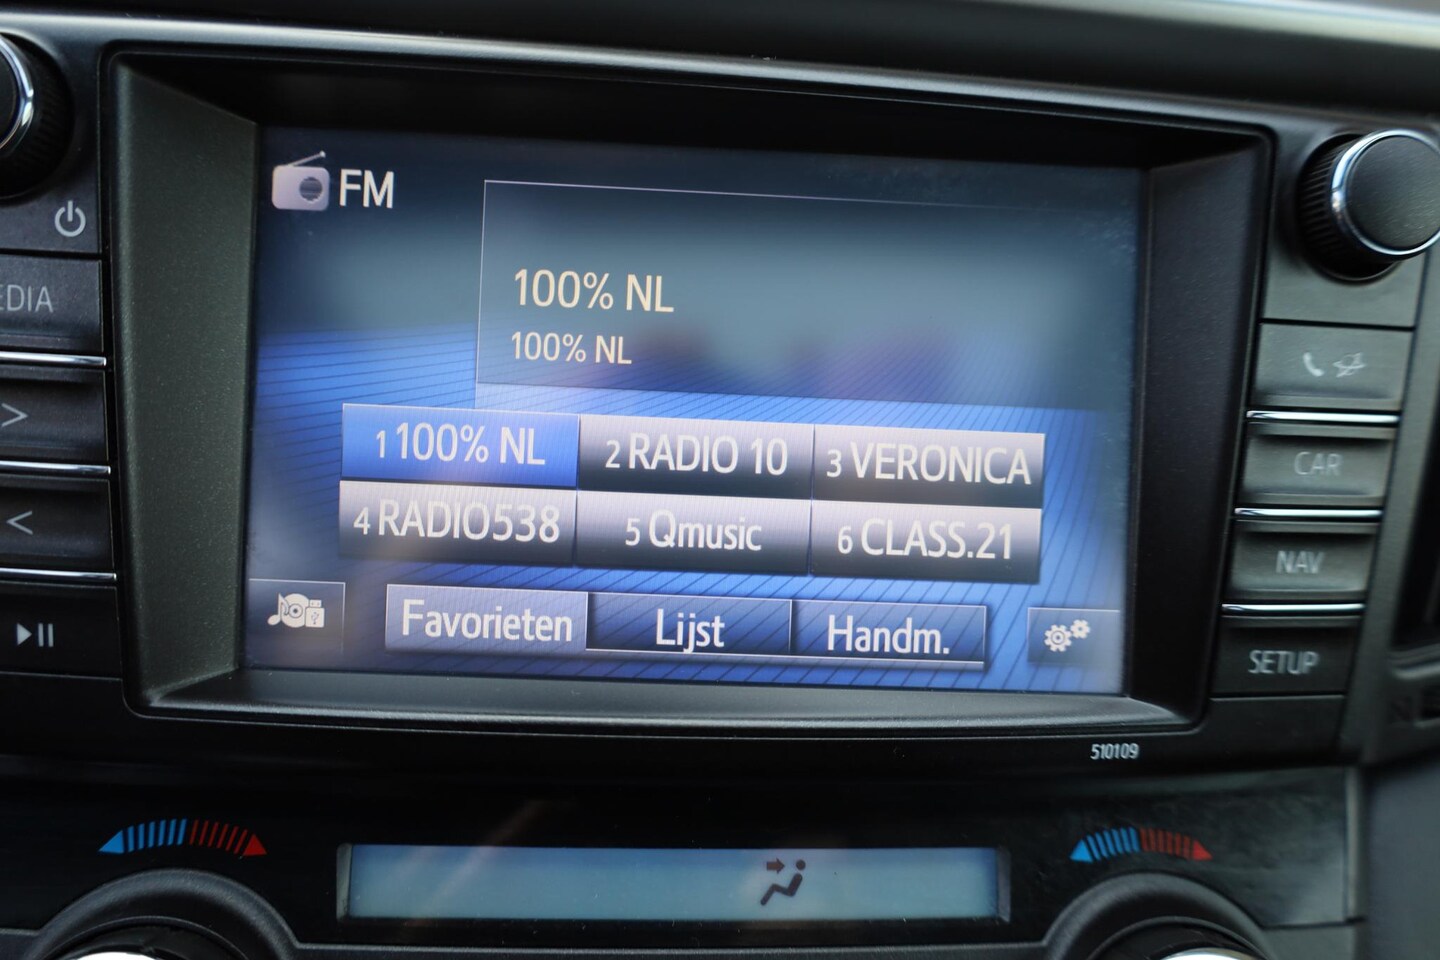 FM
100% NL
100% NL
1 100% NL
2 RADIO 10
3 VERONICA
4 RADIO538
5 Qmusic
6 CLASS.21
Favorieten
Lijst
Handm.
EDIA
>
<
CAR
NAV
SETUP
510109